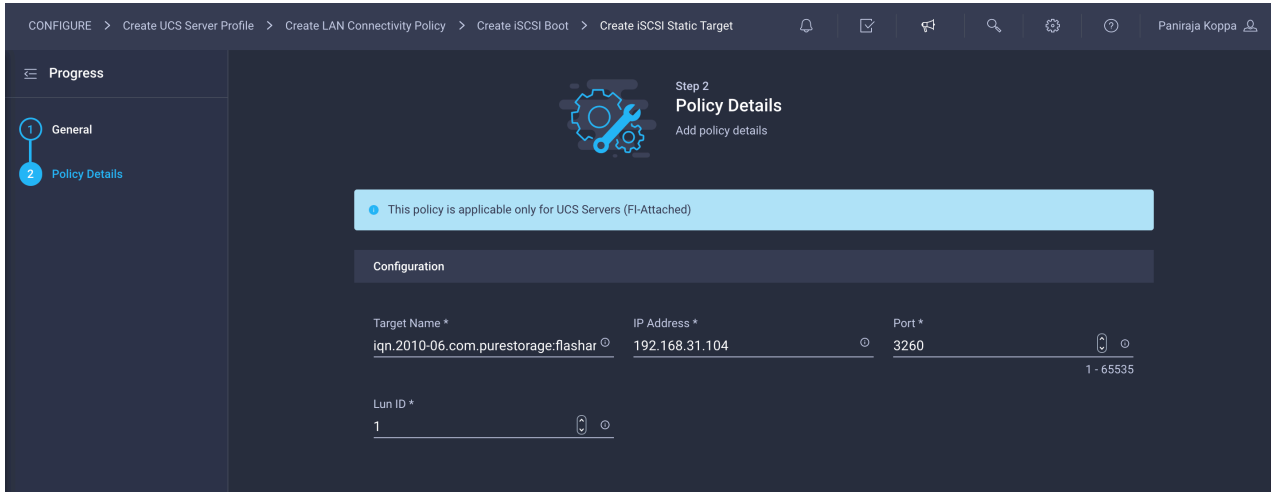 CONFIGURE > Create UCS Server Profile > Create LAN Connectivity Policy > Create iSCSI Boot > Create iSCSI Static Target
Paniraja Koppa
Progress
1 General
2 Policy Details
Step 2
Policy Details
Add policy details
This policy is applicable only for UCS Servers (FI-Attached)
Configuration
Target Name * IP Address * Port *
iqn.2010-06.com.purestorage:flashar 192.168.31.104 3260
1 - 65535
Lun ID *
1